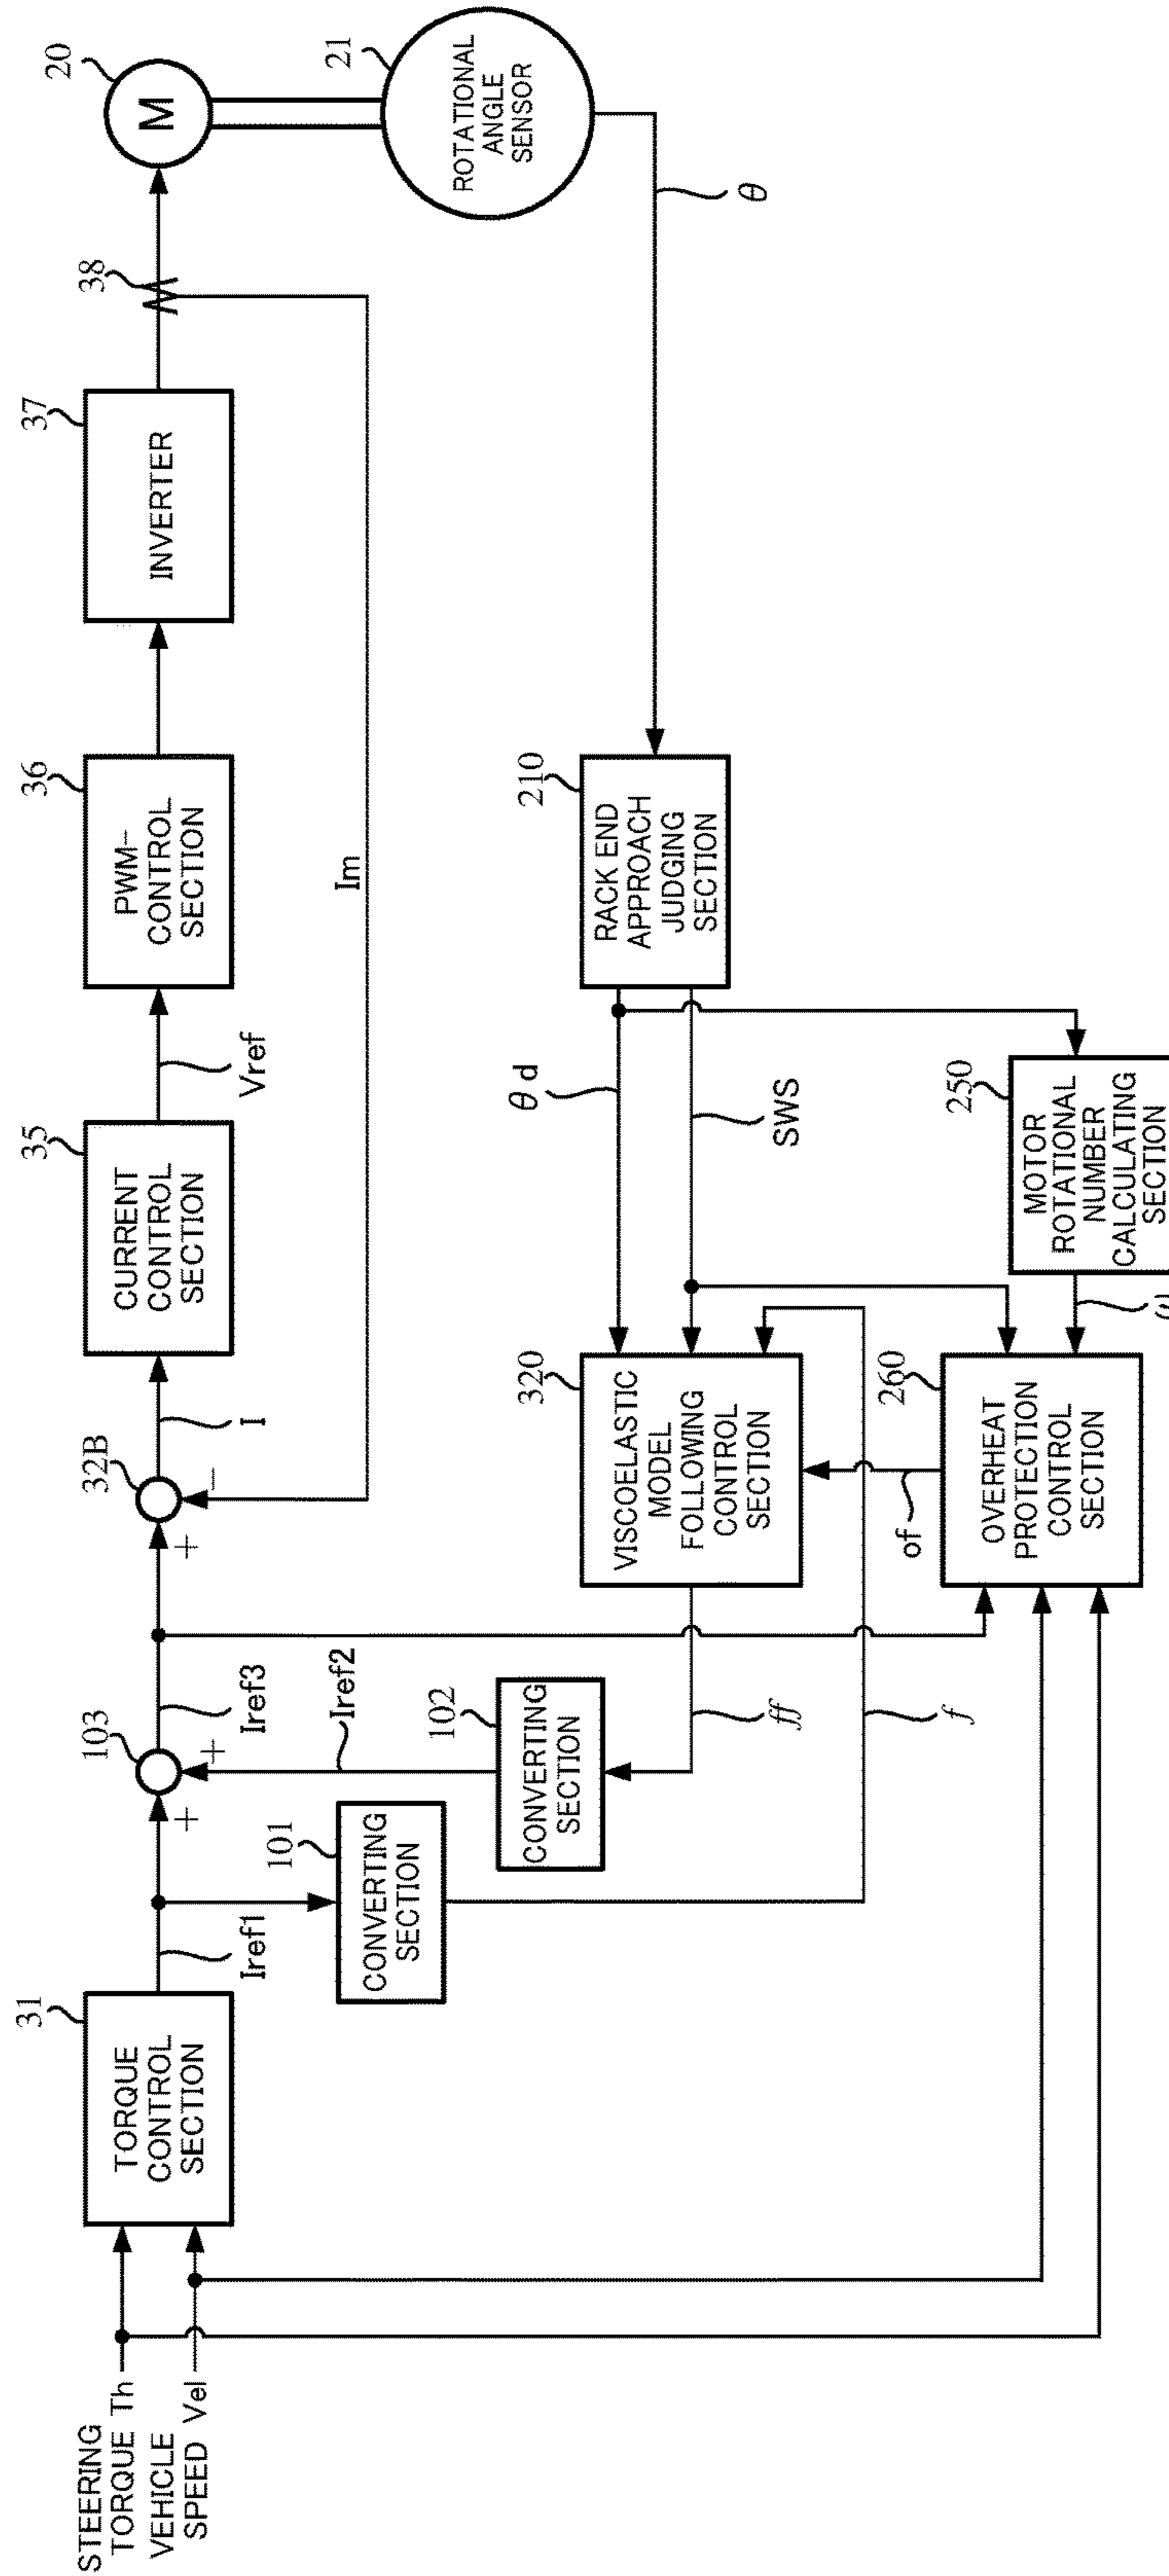 STEERING
TORQUE Th
VEHICLE
SPEED Vel
31
TORQUE
CONTROL
SECTION
Iref1
101
CONVERTING
SECTION
103
+
+
Iref3
Iref2
102
CONVERTING
SECTION
ff
f
32B
+
−
I
35
CURRENT
CONTROL
SECTION
Vref
36
PWM-
CONTROL
SECTION
37
INVERTER
38
Im
20
M
21
ROTATIONAL
ANGLE
SENSOR
θ
210
RACK END
APPROACH
JUDGING
SECTION
θd
SWS
250
MOTOR
ROTATIONAL
NUMBER
CALCULATING
SECTION
320
VISCOELASTIC
MODEL
FOLLOWING
CONTROL
SECTION
of
260
OVERHEAT
PROTECTION
CONTROL
SECTION